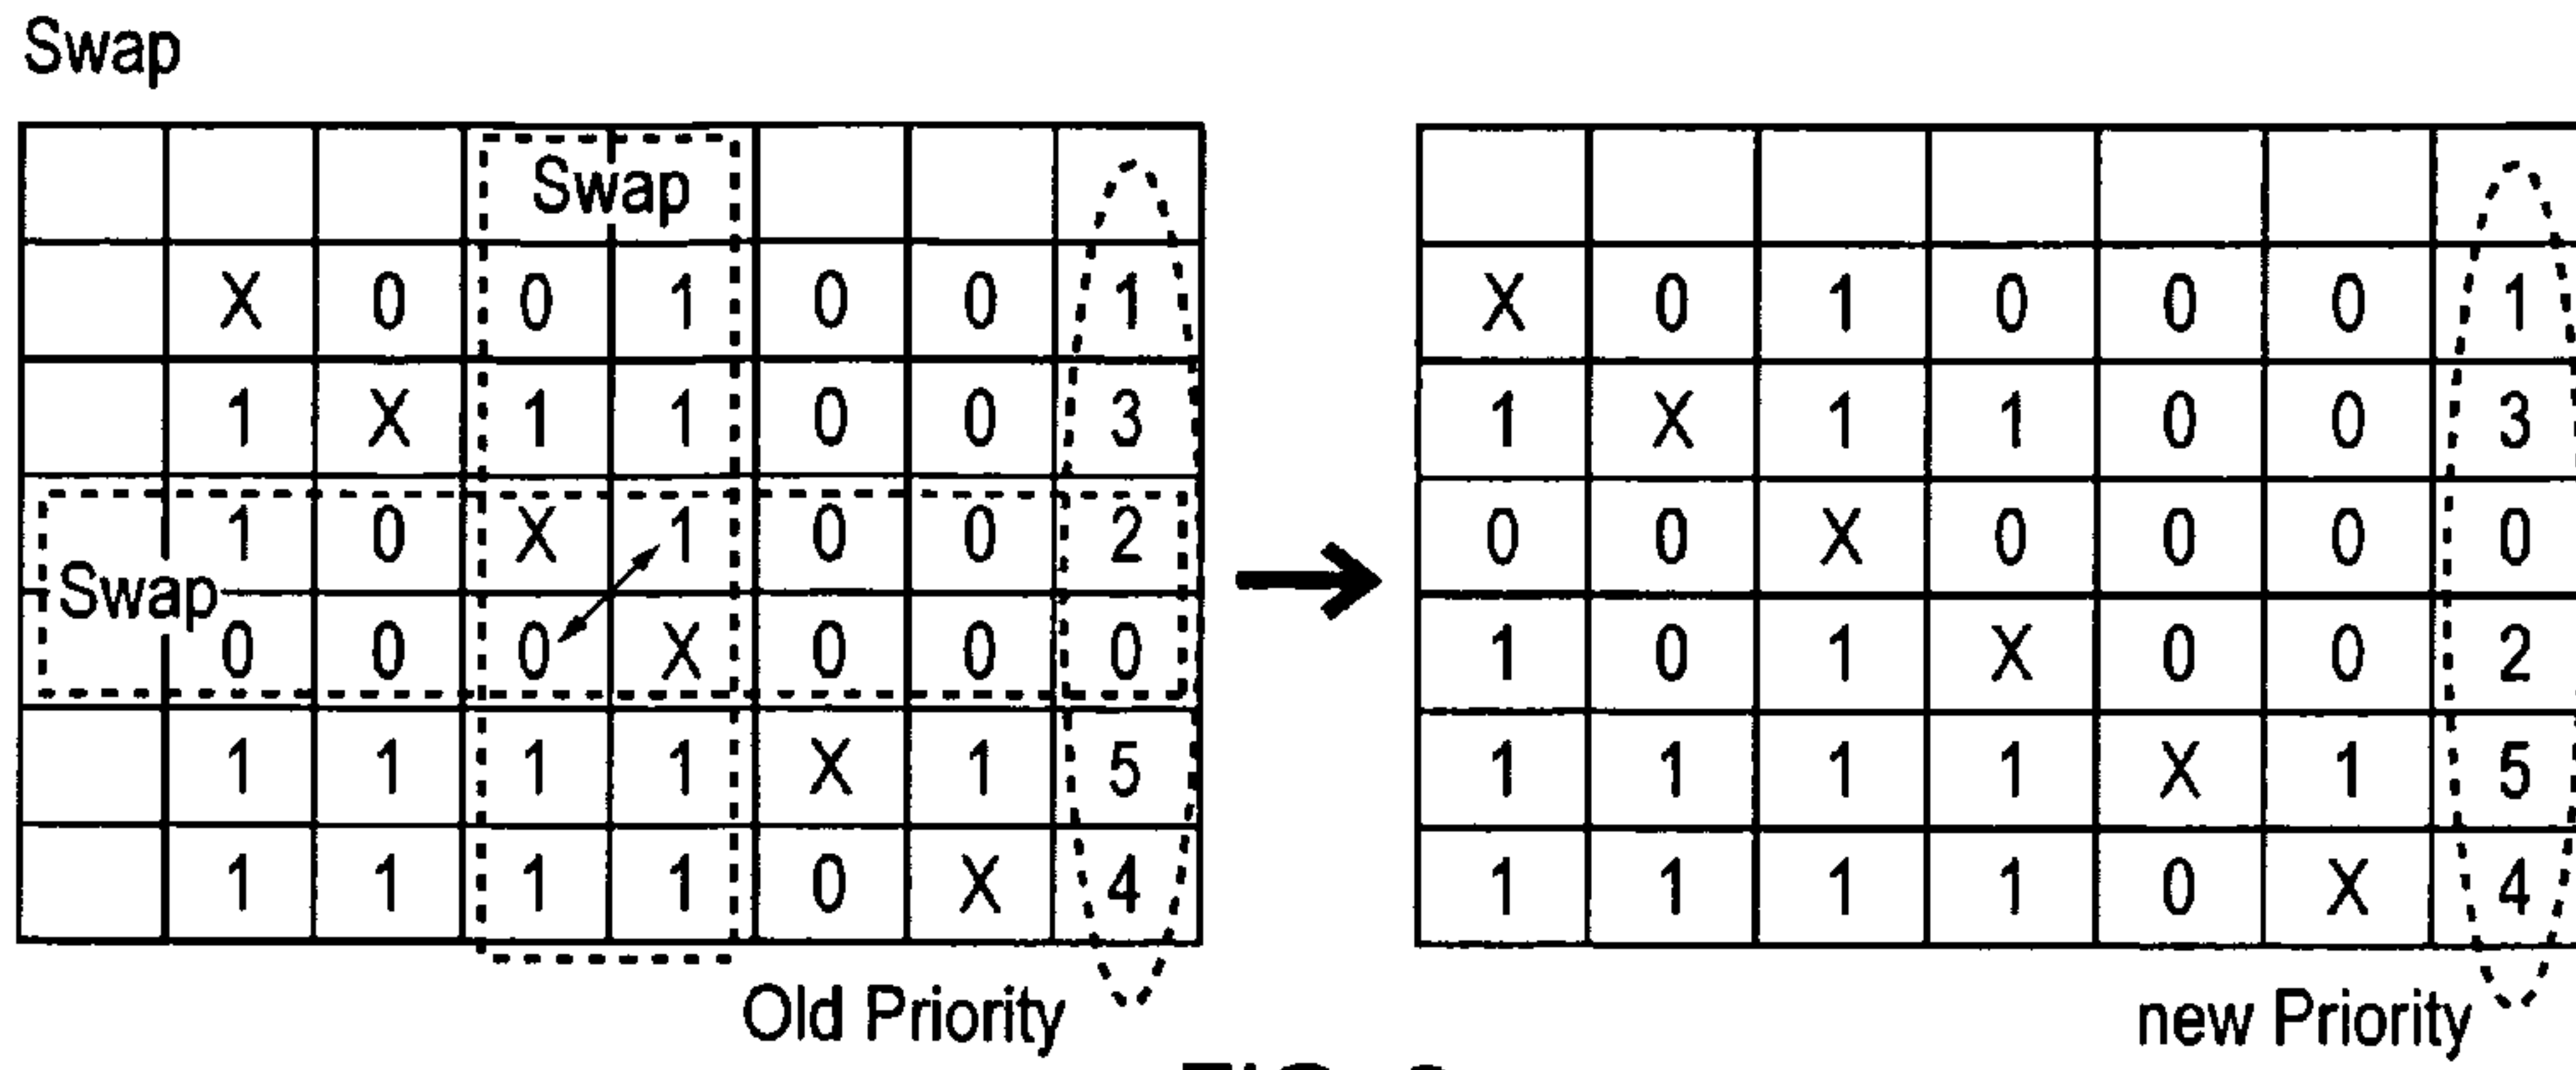 Swap
Swap
X 0 0 1 0 0 1
1 X 1 1 0 0 3
1 0 X 1 0 0 2
Swap
0 0 0 X 0 0 0
1 1 1 1 X 1 5
1 1 1 1 0 X 4
Old Priority
X 0 1 0 0 0 1
1 X 1 1 0 0 3
0 0 X 0 0 0 0
1 0 1 X 0 0 2
1 1 1 1 X 1 5
1 1 1 1 0 X 4
new Priority